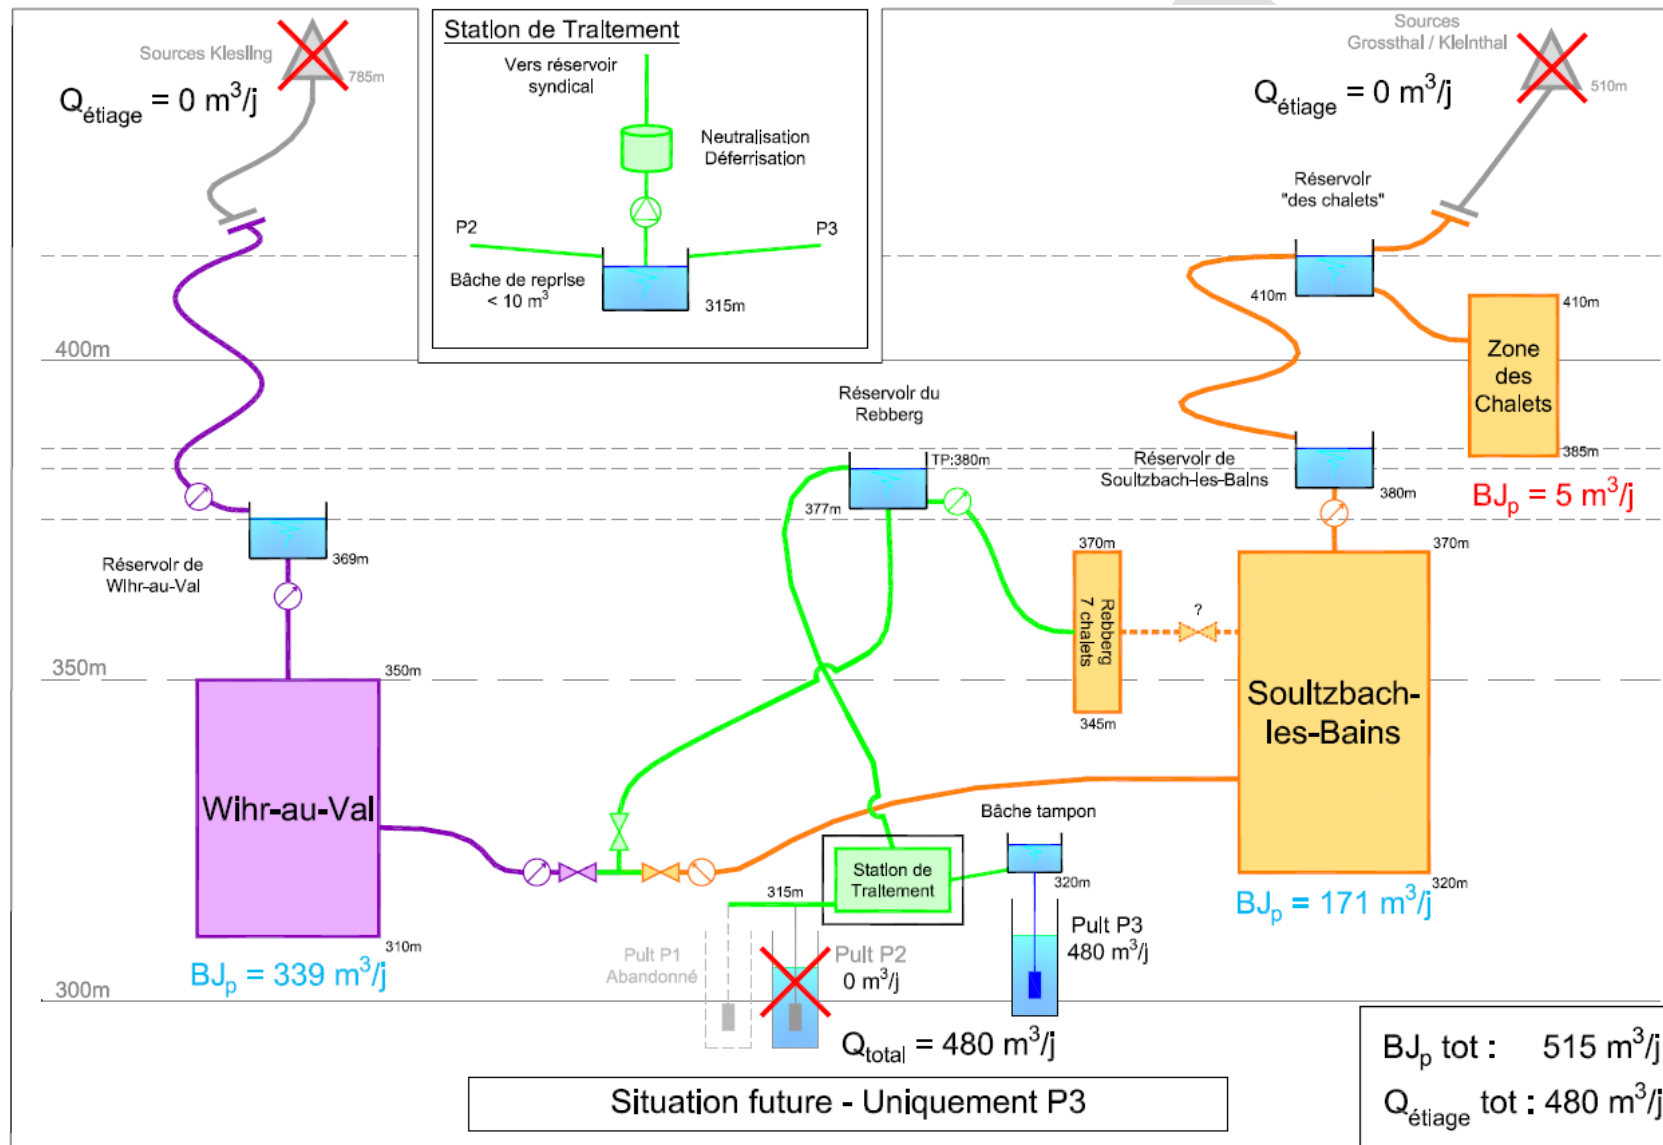 Sources Kiesling
785m
Q étiage = 0 m³/j
Station de Traitement
Vers réservoir
syndical
Neutralisation
Déferrisation
P2
P3
Bâche de reprise
< 10 m³
315m
Sources
Grossthal / Kleinthal
510m
Q étiage = 0 m³/j
Réservoir
"des chalets"
410m
410m
Zone
des
Chalets
385m
BJp = 5 m³/j
400m
Réservoir du
Rebberg
TP:380m
377m
Réservoir de
Soultzbach-les-Bains
380m
Réservoir de
Wihr-au-Val
369m
370m
Rebberg
7 chalets
345m
?
370m
Soultzbach-
les-Bains
320m
BJp = 171 m³/j
350m
350m
Wihr-au-Val
310m
BJp = 339 m³/j
Bâche tampon
320m
Station de
Traitement
315m
Puit P1
Abandonné
Puit P2
0 m³/j
Puit P3
480 m³/j
300m
Qtotal = 480 m³/j
Situation future - Uniquement P3
BJp tot : 515 m³/j
Q étiage tot : 480 m³/j